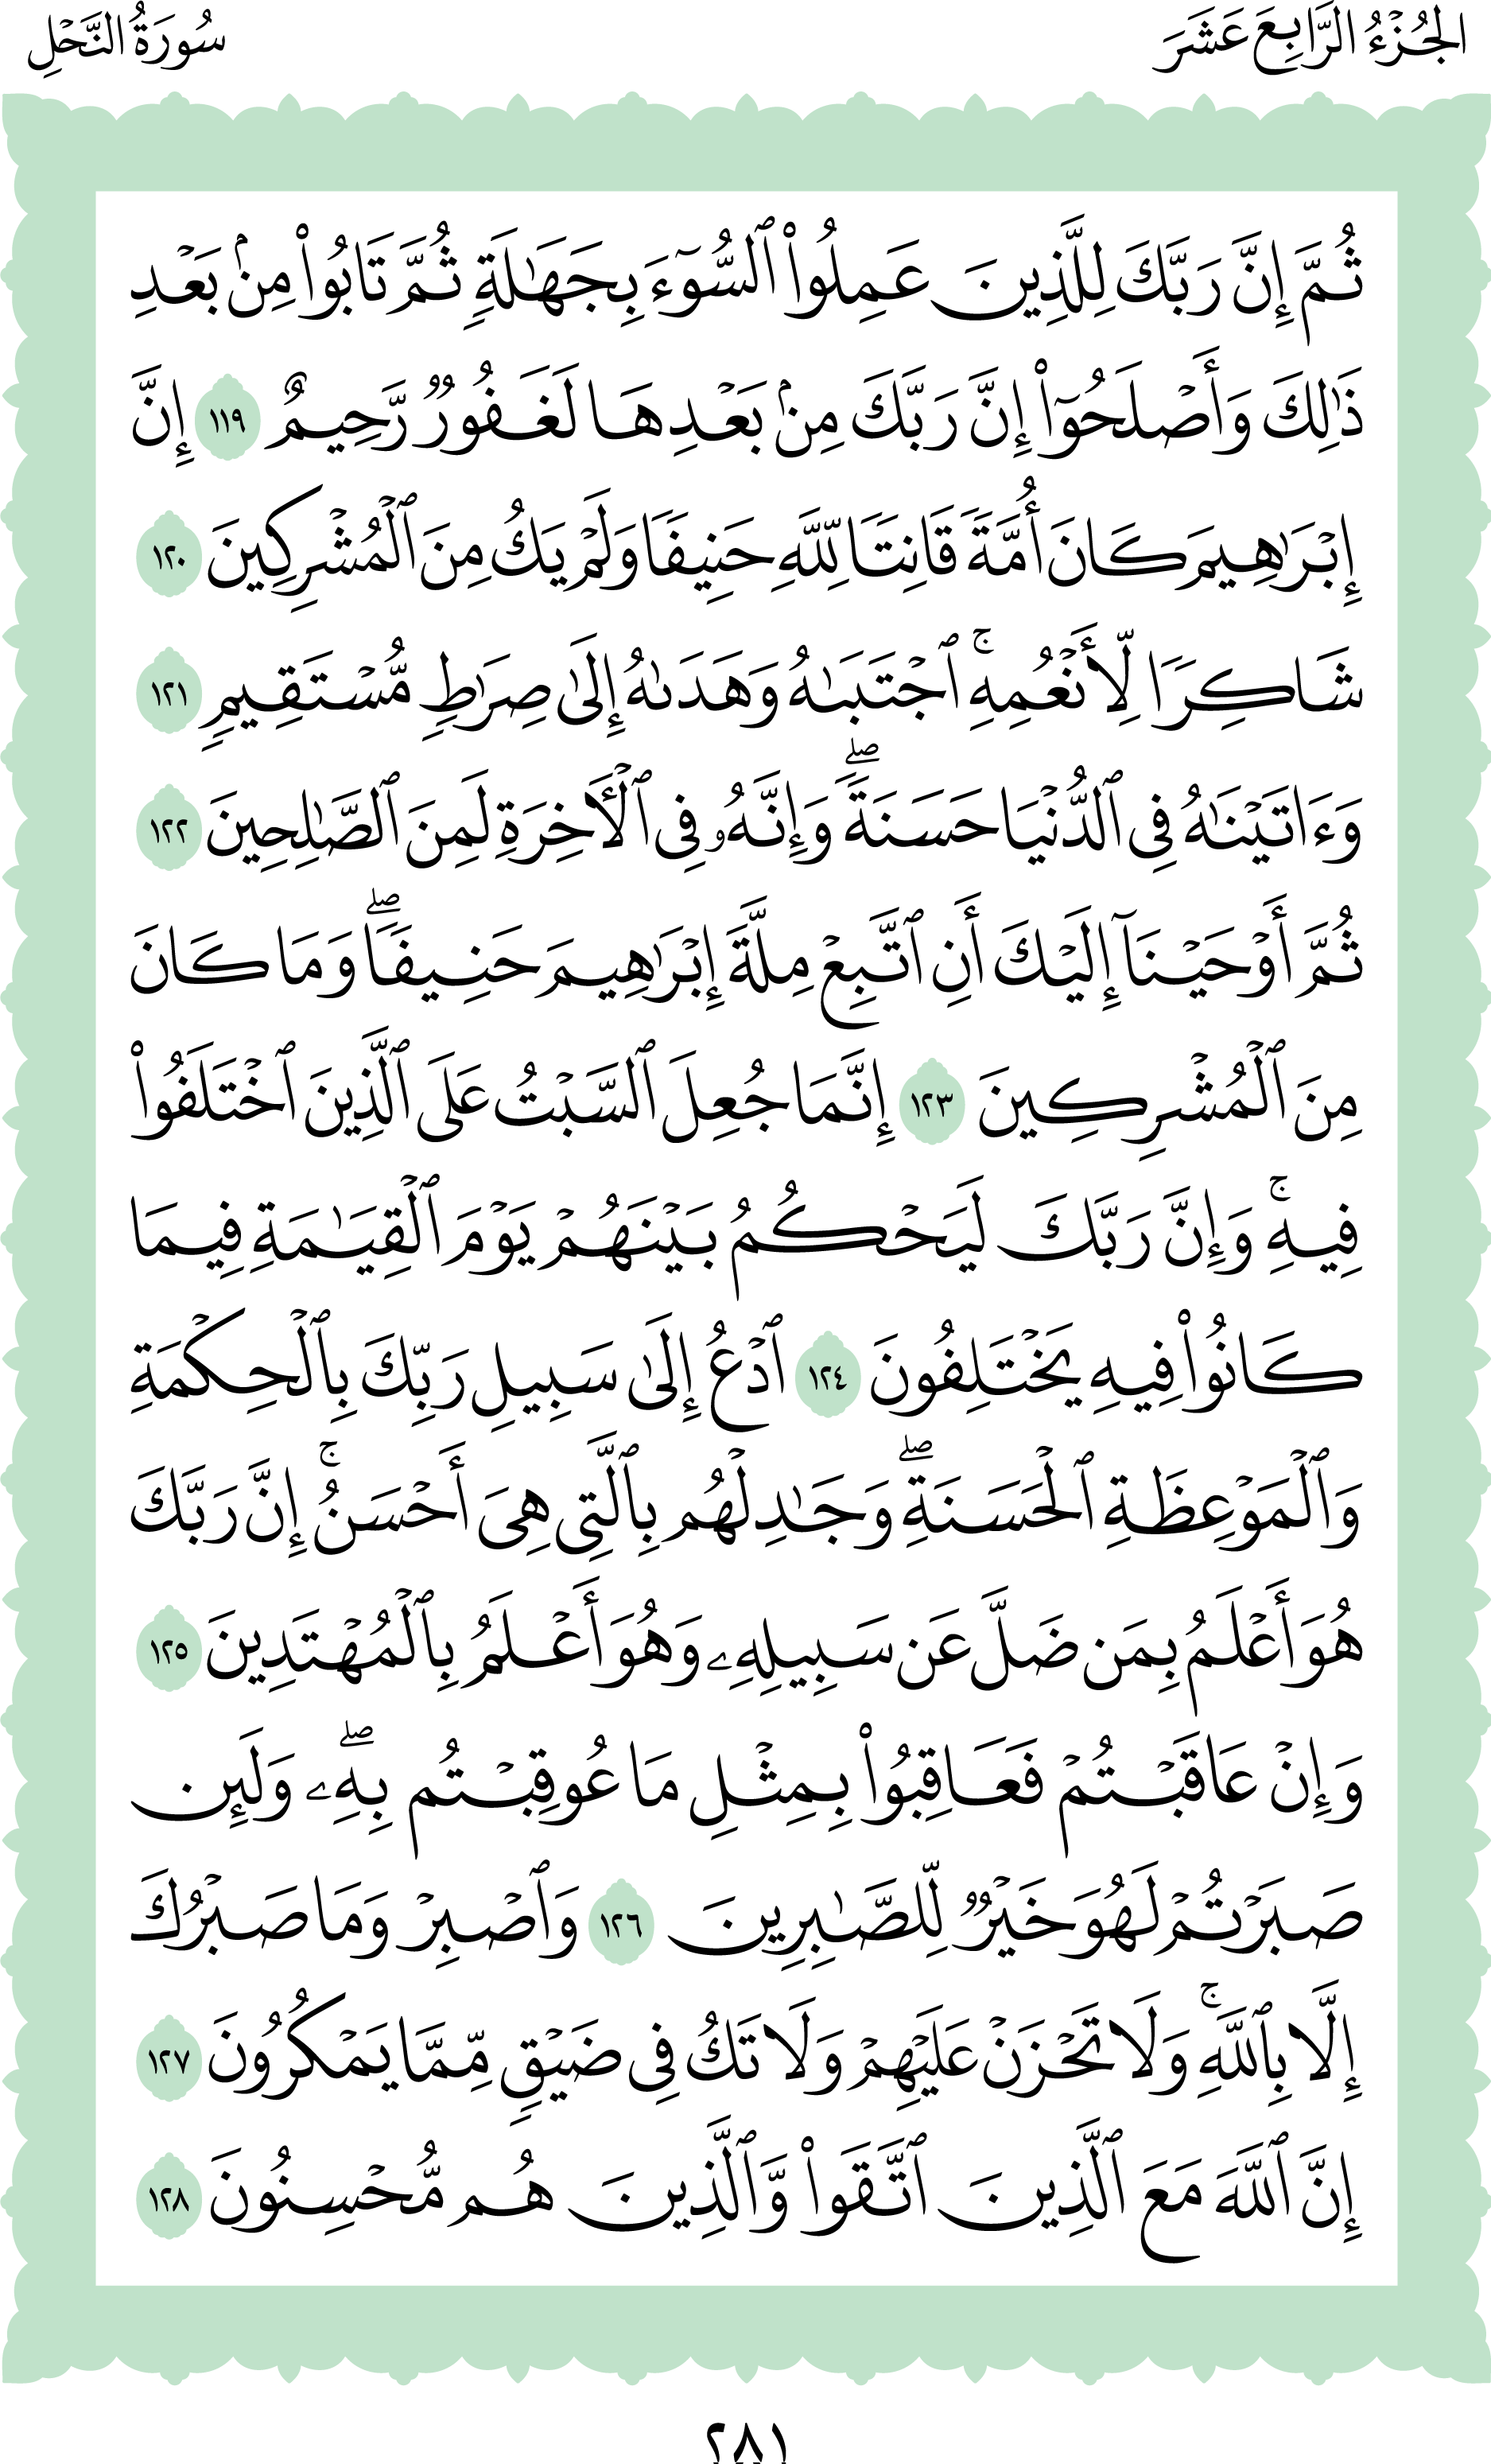 الجُزْءُ الرَّابِعَ عَشَرَ
سُورَةُ النَّحْلِ
ثُمَّ إِنَّ رَبَّكَ لِلَّذِينَ عَمِلُوا۟ ٱلسُّوٓءَ بِجَهَـٰلَةٍۢ ثُمَّ تَابُوا۟ مِنۢ بَعْدِ
ذَٰلِكَ وَأَصْلَحُوٓا۟ إِنَّ رَبَّكَ مِنۢ بَعْدِهَا لَغَفُورٌۭ رَّحِيمٌ ١١٩ إِنَّ
إِبْرَٰهِيمَ كَانَ أُمَّةًۭ قَانِتًۭا لِّلَّهِ حَنِيفًۭا وَلَمْ يَكُ مِنَ ٱلْمُشْرِكِينَ ١٢٠
شَاكِرًۭا لِّأَنْعُمِهِ ۚ ٱجْتَبَىٰهُ وَهَدَىٰهُ إِلَىٰ صِرَٰطٍۢ مُّسْتَقِيمٍۢ ١٢١
وَءَاتَيْنَـٰهُ فِى ٱلدُّنْيَا حَسَنَةًۭ ۖ وَإِنَّهُۥ فِى ٱلْـَٔاخِرَةِ لَمِنَ ٱلصَّـٰلِحِينَ ١٢٢
ثُمَّ أَوْحَيْنَآ إِلَيْكَ أَنِ ٱتَّبِعْ مِلَّةَ إِبْرَٰهِيمَ حَنِيفًۭا ۖ وَمَا كَانَ
مِنَ ٱلْمُشْرِكِينَ ١٢٣ إِنَّمَا جُعِلَ ٱلسَّبْتُ عَلَى ٱلَّذِينَ ٱخْتَلَفُوا۟
فِيهِ ۚ وَإِنَّ رَبَّكَ لَيَحْكُمُ بَيْنَهُمْ يَوْمَ ٱلْقِيَـٰمَةِ فِيمَا
كَانُوا۟ فِيهِ يَخْتَلِفُونَ ١٢٤ ٱدْعُ إِلَىٰ سَبِيلِ رَبِّكَ بِٱلْحِكْمَةِ
وَٱلْمَوْعِظَةِ ٱلْحَسَنَةِ ۖ وَجَـٰدِلْهُم بِٱلَّتِى هِىَ أَحْسَنُ ۚ إِنَّ رَبَّكَ
هُوَ أَعْلَمُ بِمَن ضَلَّ عَن سَبِيلِهِۦ وَهُوَ أَعْلَمُ بِٱلْمُهْتَدِينَ ١٢٥
وَإِنْ عَاقَبْتُمْ فَعَاقِبُوا۟ بِمِثْلِ مَا عُوقِبْتُم بِهِۦ ۖ وَلَئِن
صَبَرْتُمْ لَهُوَ خَيْرٌۭ لِّلصَّـٰبِرِينَ ١٢٦ وَٱصْبِرْ وَمَا صَبْرُكَ
إِلَّا بِٱللَّهِ ۚ وَلَا تَحْزَنْ عَلَيْهِمْ وَلَا تَكُ فِى ضَيْقٍۢ مِّمَّا يَمْكُرُونَ ١٢٧
إِنَّ ٱللَّهَ مَعَ ٱلَّذِينَ ٱتَّقَوا۟ وَّٱلَّذِينَ هُم مُّحْسِنُونَ ١٢٨
٢٨١